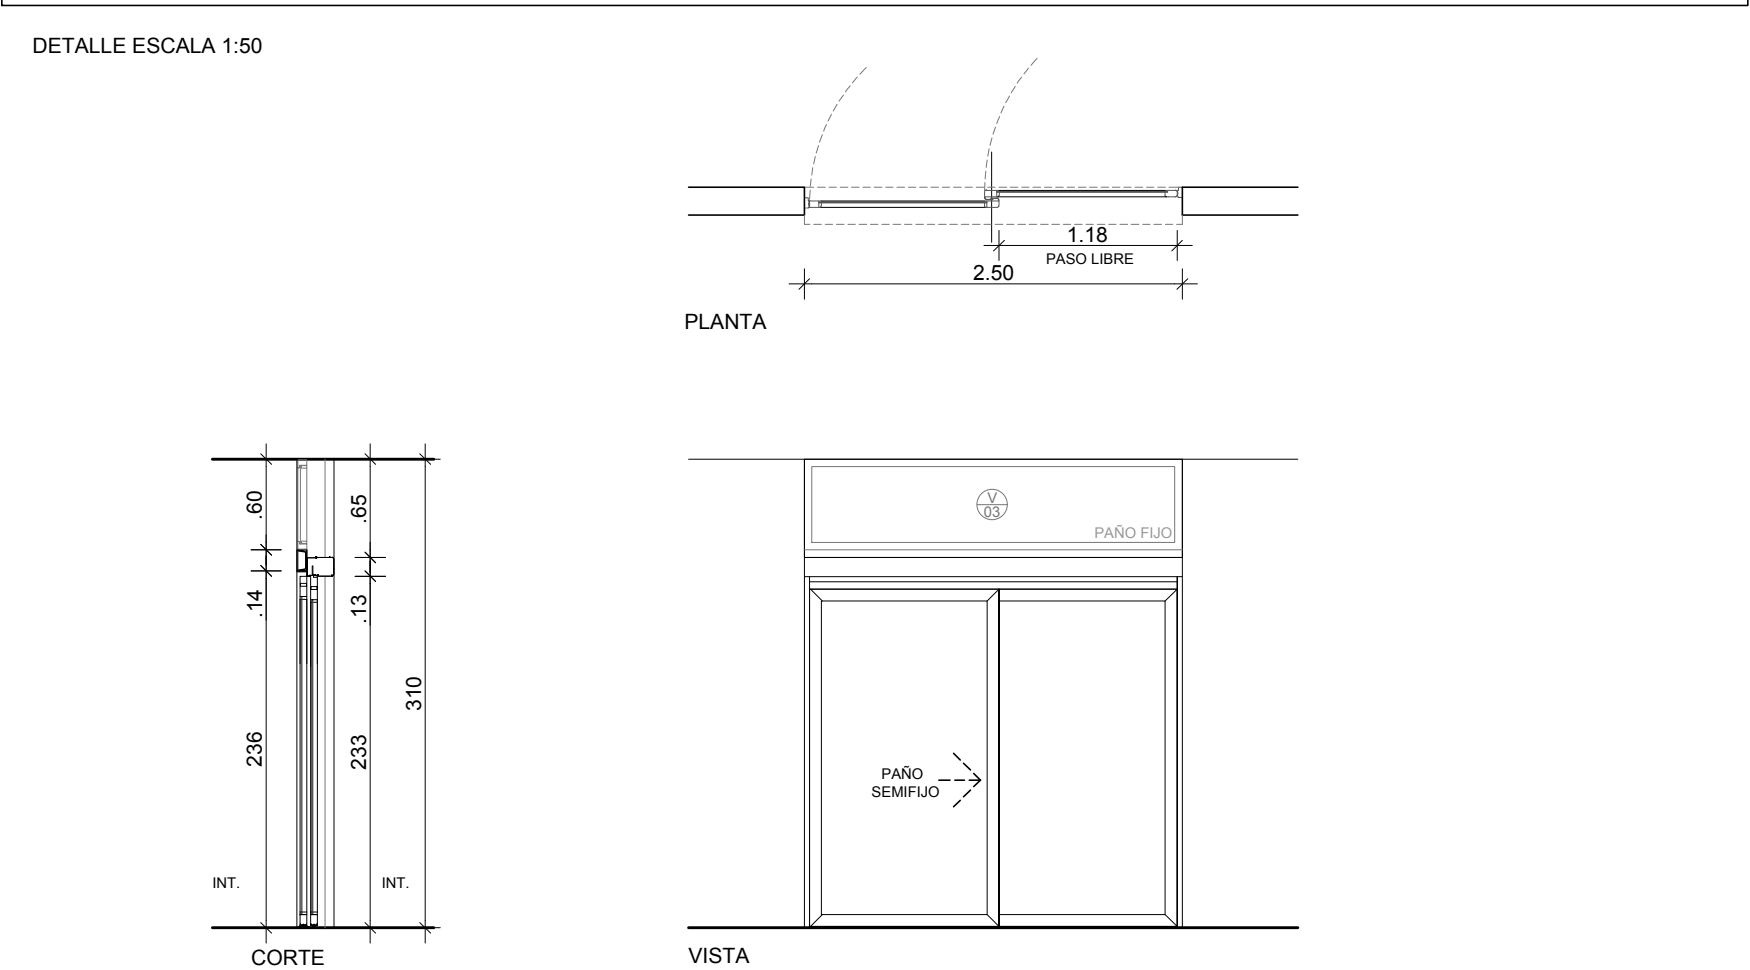 DETALLE ESCALA 1:50
1.18
PASO LIBRE
2.50
PLANTA
.60
.65
.14
.13
310
236
233
INT.
INT.
CORTE
V
03
PAÑO FIJO
PAÑO
SEMIFIJO
VISTA